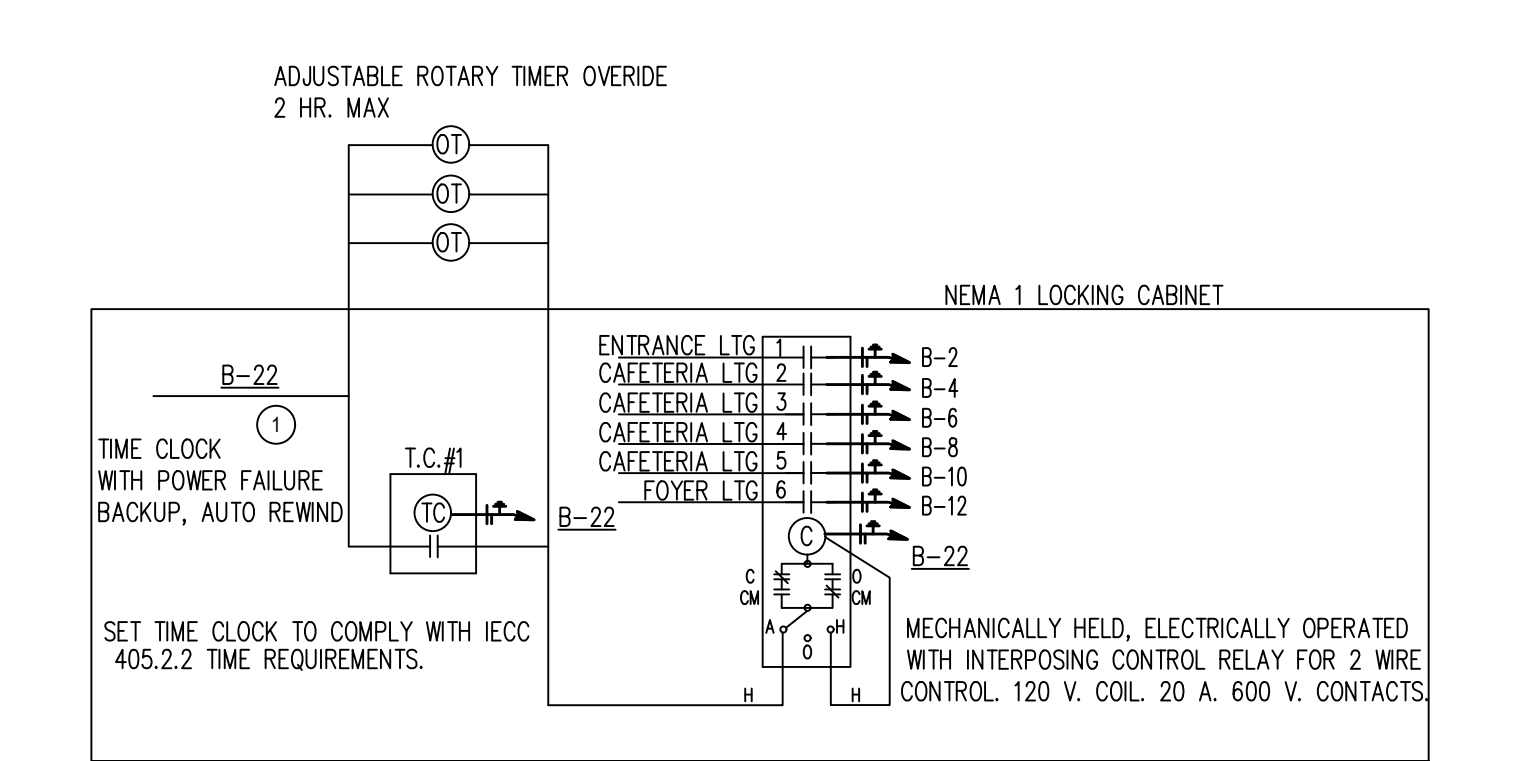 ADJUSTABLE ROTARY TIMER OVERIDE
2 HR. MAX
OT
OT
OT
NEMA 1 LOCKING CABINET
B-22
1
TIME CLOCK
WITH POWER FAILURE
BACKUP, AUTO REWIND
T.C.#1
TC
B-22
SET TIME CLOCK TO COMPLY WITH IECC
405.2.2 TIME REQUIREMENTS.
ENTRANCE LTG 1 B-2
CAFETERIA LTG 2 B-4
CAFETERIA LTG 3 B-6
CAFETERIA LTG 4 B-8
CAFETERIA LTG 5 B-10
FOYER LTG 6 B-12
C
B-22
C O
CM CM
A H
O
H H
MECHANICALLY HELD, ELECTRICALLY OPERATED
WITH INTERPOSING CONTROL RELAY FOR 2 WIRE
CONTROL. 120 V. COIL. 20 A. 600 V. CONTACTS.